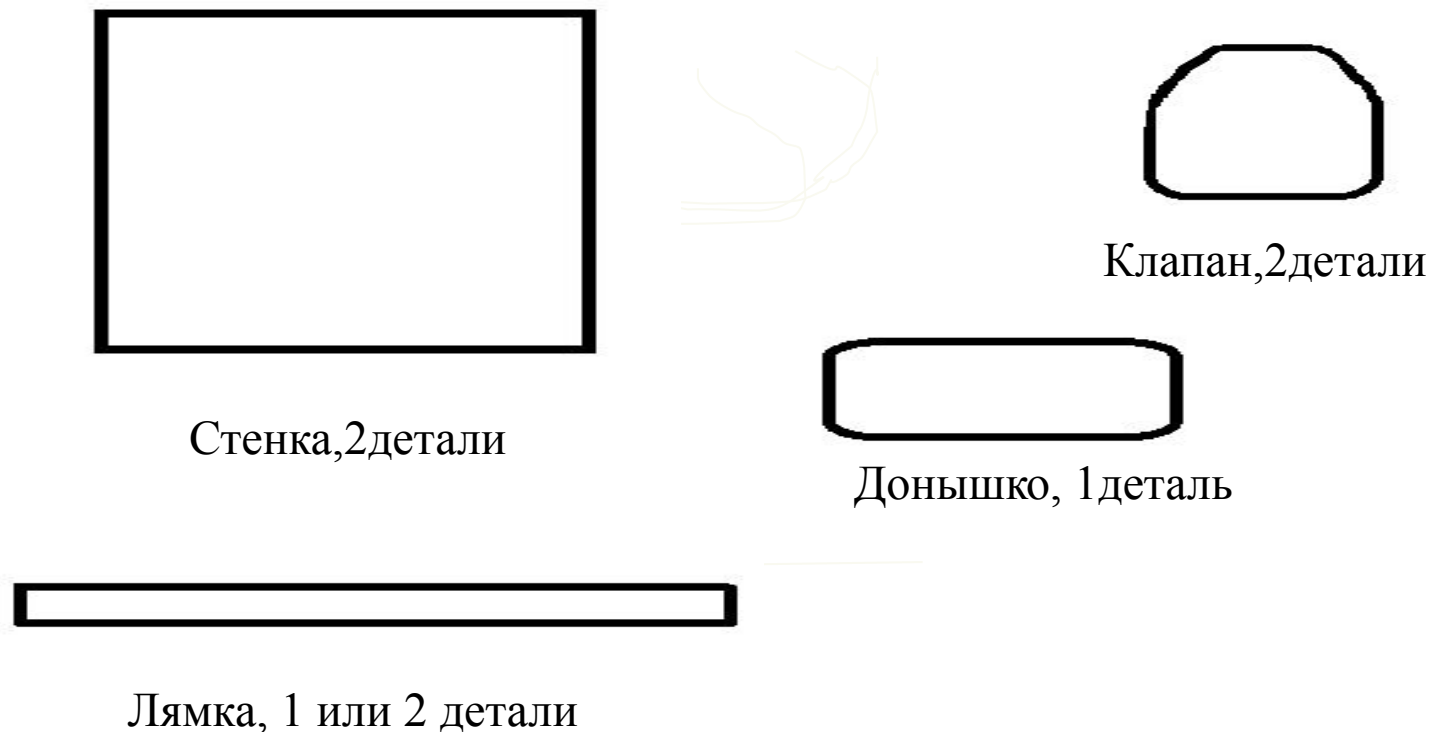 Клапан,2детали
Стенка,2детали
Донышко, 1деталь
Лямка, 1 или 2 детали